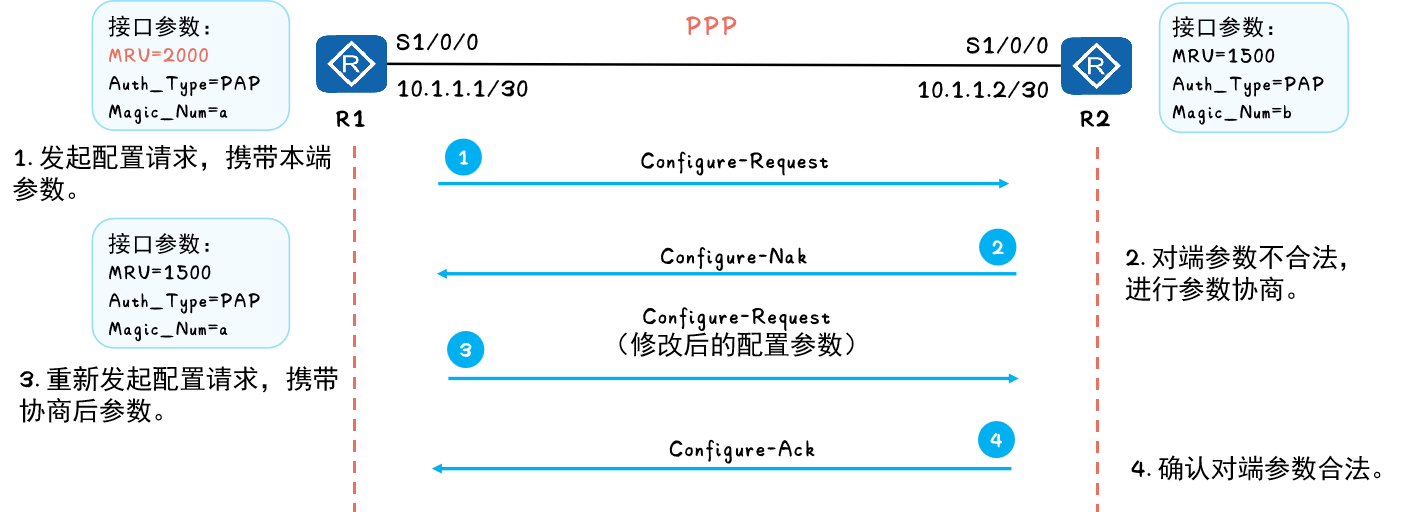 接口参数:
MRU=2000
Auth_Type=PAP
Magic_Num=a
S1/0/0
10.1.1.1/30
R
R1
PPP
S1/0/0
10.1.1.2/30
R
R2
接口参数:
MRU=1500
Auth_Type=PAP
Magic_Num=b
1. 发起配置请求，携带本端
参数。
1
Configure-Request
接口参数:
MRU=1500
Auth_Type=PAP
Magic_Num=a
Configure-Nak
2
2. 对端参数不合法，
进行参数协商。
3. 重新发起配置请求，携带
协商后参数。
3
Configure-Request
（修改后的配置参数）
Configure-Ack
4
4. 确认对端参数合法。